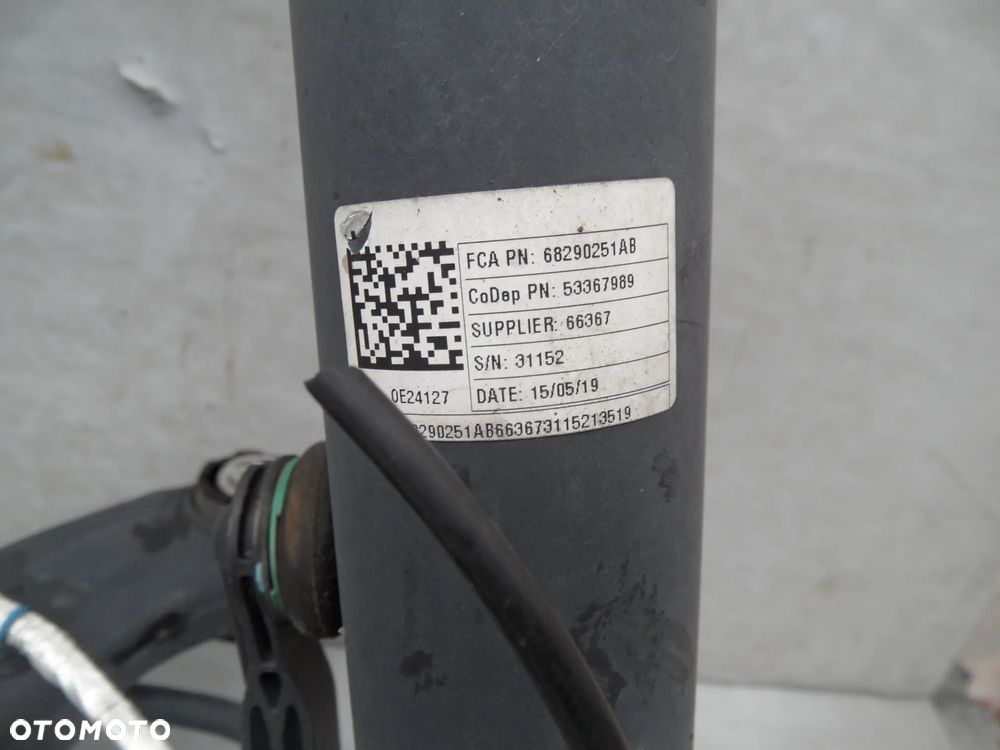 FCA PN: 68290251AB
CoDep PN: 53367989
SUPPLIER: 66367
S/N: 31152
0E24127 DATE: 15/05/19
290251AB663673115213519
OTOMOTO